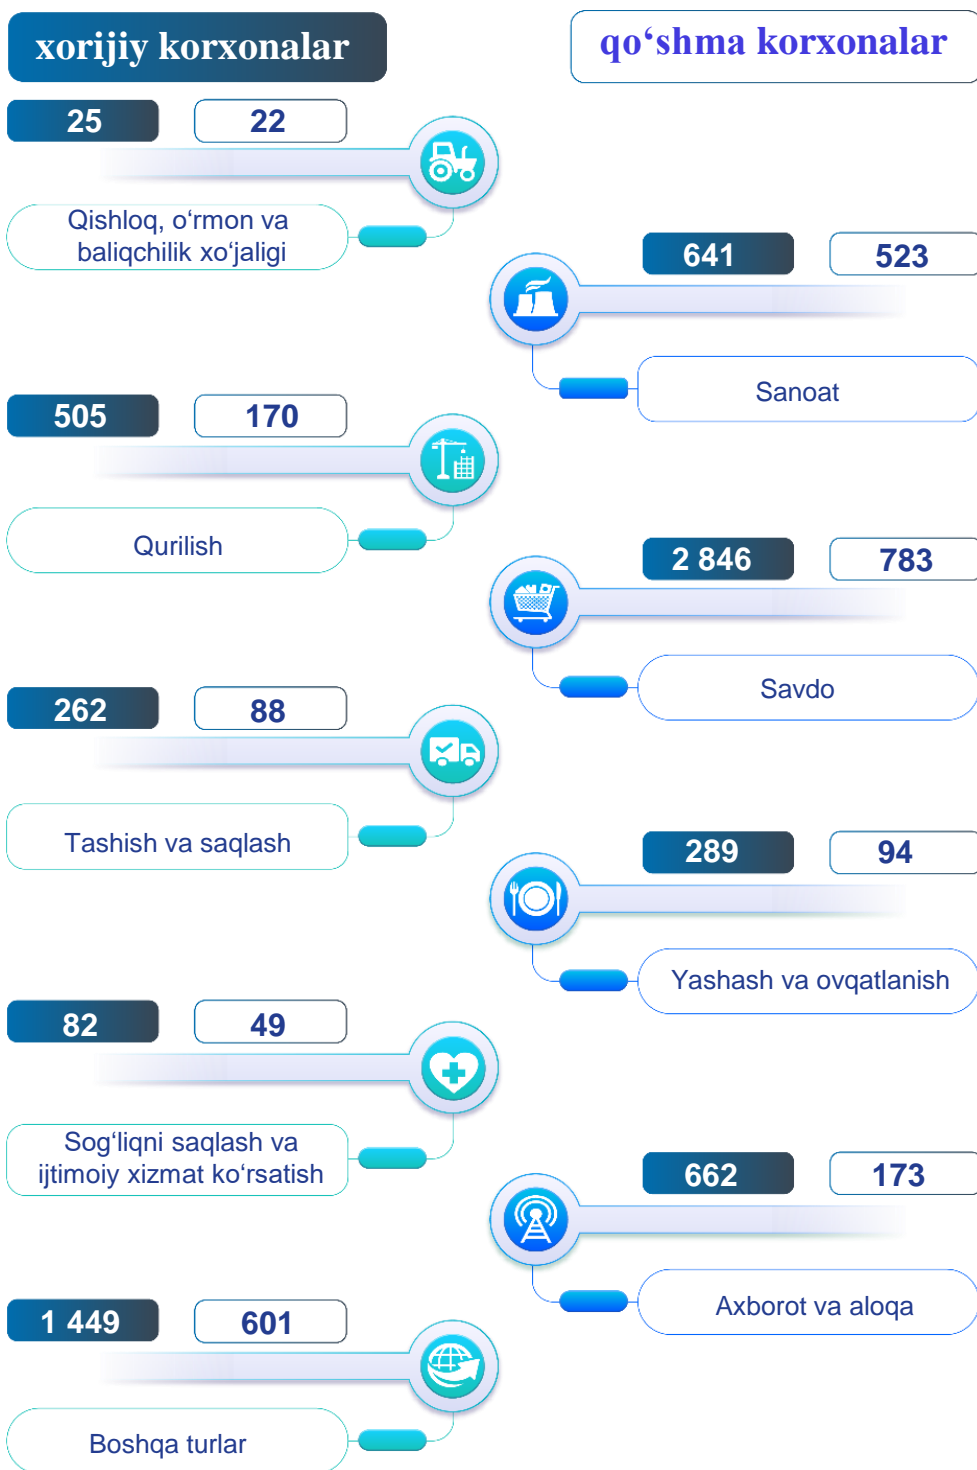 xorijiy korxonalar
qo‘shma korxonalar
25 22
Qishloq, o‘rmon va
baliqchilik xo‘jaligi
641 523
Sanoat
505 170
Qurilish
2 846 783
Savdo
262 88
Tashish va saqlash
289 94
Yashash va ovqatlanish
82 49
Sog‘liqni saqlash va
ijtimoiy xizmat ko‘rsatish
662 173
Axborot va aloqa
1 449 601
Boshqa turlar